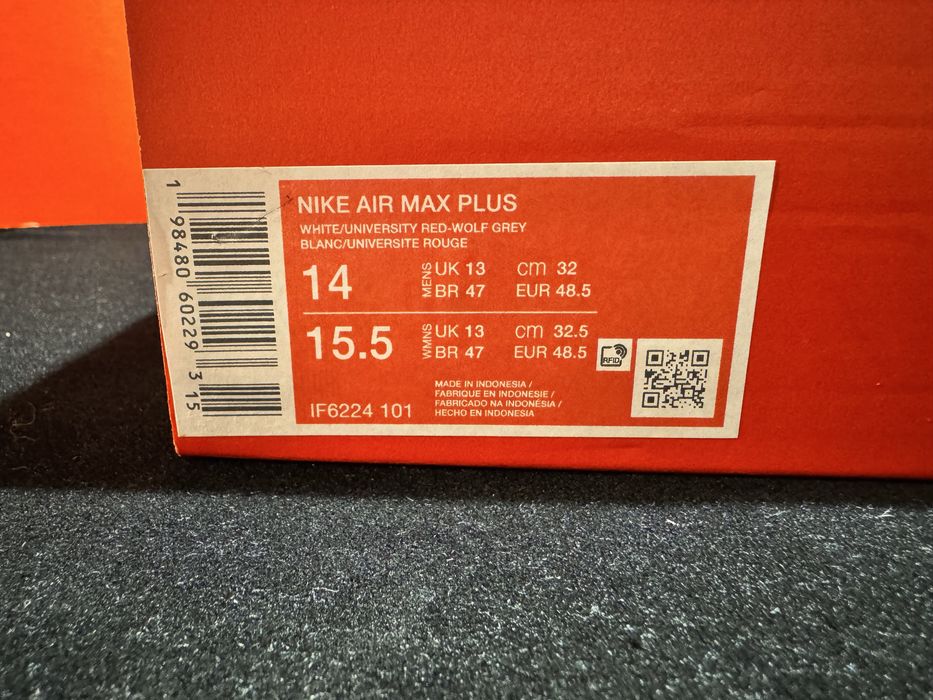 1 98480 60229 3 15
NIKE AIR MAX PLUS
WHITE/UNIVERSITY RED-WOLF GREY
BLANC/UNIVERSITE ROUGE
14
MENS
UK 13 cm 32
BR 47 EUR 48.5
15.5
WMNS
UK 13 cm 32.5
BR 47 EUR 48.5
RFID
IF6224 101
MADE IN INDONESIA /
FABRIQUE EN INDONESIE /
FABRICADO NA INDONÉSIA /
HECHO EN INDONESIA